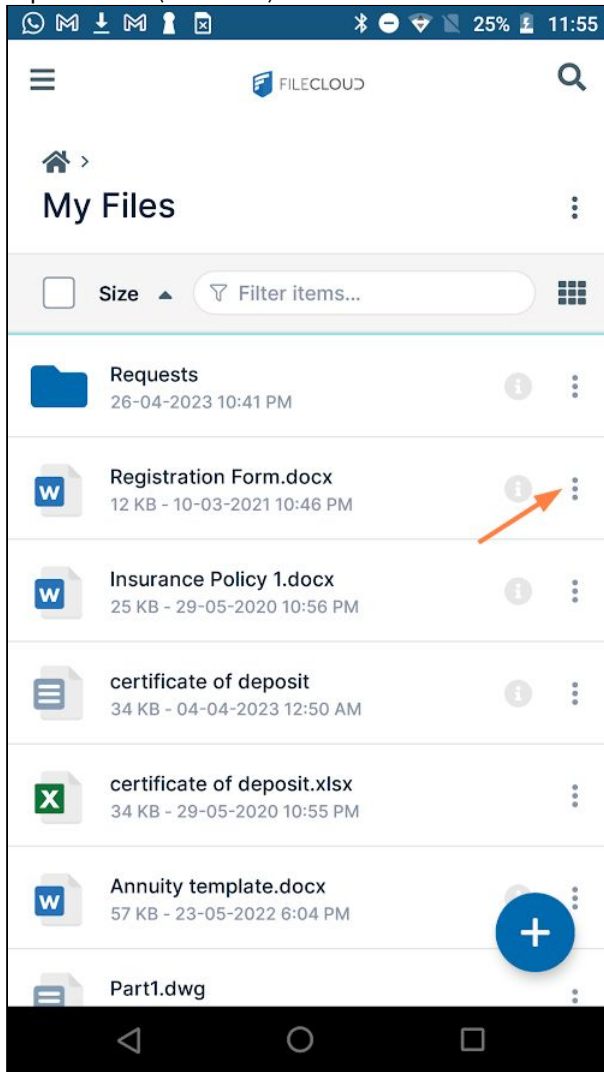 25% 11:55
FILECLOUD
My Files
Size Filter items...
Requests
26-04-2023 10:41 PM
Registration Form.docx
12 KB - 10-03-2021 10:46 PM
Insurance Policy 1.docx
25 KB - 29-05-2020 10:56 PM
certificate of deposit
34 KB - 04-04-2023 12:50 AM
certificate of deposit.xlsx
34 KB - 29-05-2020 10:55 PM
Annuity template.docx
57 KB - 23-05-2022 6:04 PM
Part1.dwg